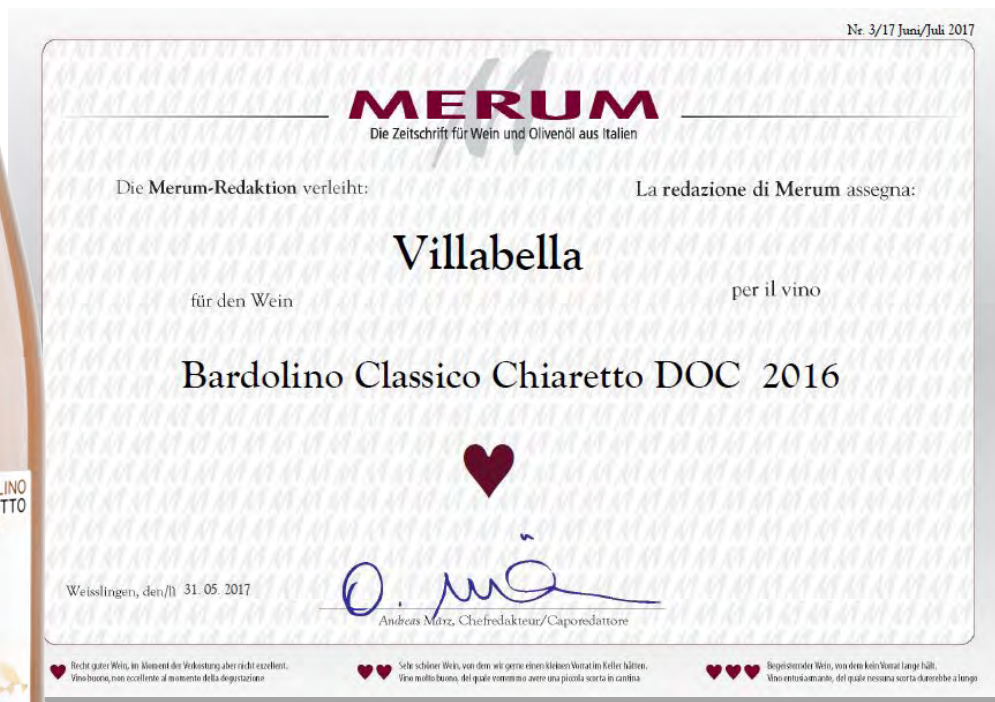 Nr. 3/17 Juni/Juli 2017
MERUM
Die Zeitschrift für Wein und Olivenöl aus Italien
Die Merum-Redaktion verleiht:
La redazione di Merum assegna:
Villabella
für den Wein
per il vino
Bardolino Classico Chiaretto DOC 2016
LINO
TTO
Weisslingen, den/lì 31. 05. 2017
Andreas März, Chefredakteur/Caporedattore
Recht guter Wein, im Moment der Verkostung aber nicht exzellent.
Vino buono, non eccellente al momento della degustazione
Sehr schöner Wein, von dem wir gerne einen kleinen Vorrat im Keller hätten.
Vino molto buono, del quale vorremmo avere una piccola scorta in cantina
Begeisternder Wein, von dem kein Vorrat lange hält.
Vino entusiasmante, del quale nessuna scorta durerebbe a lungo